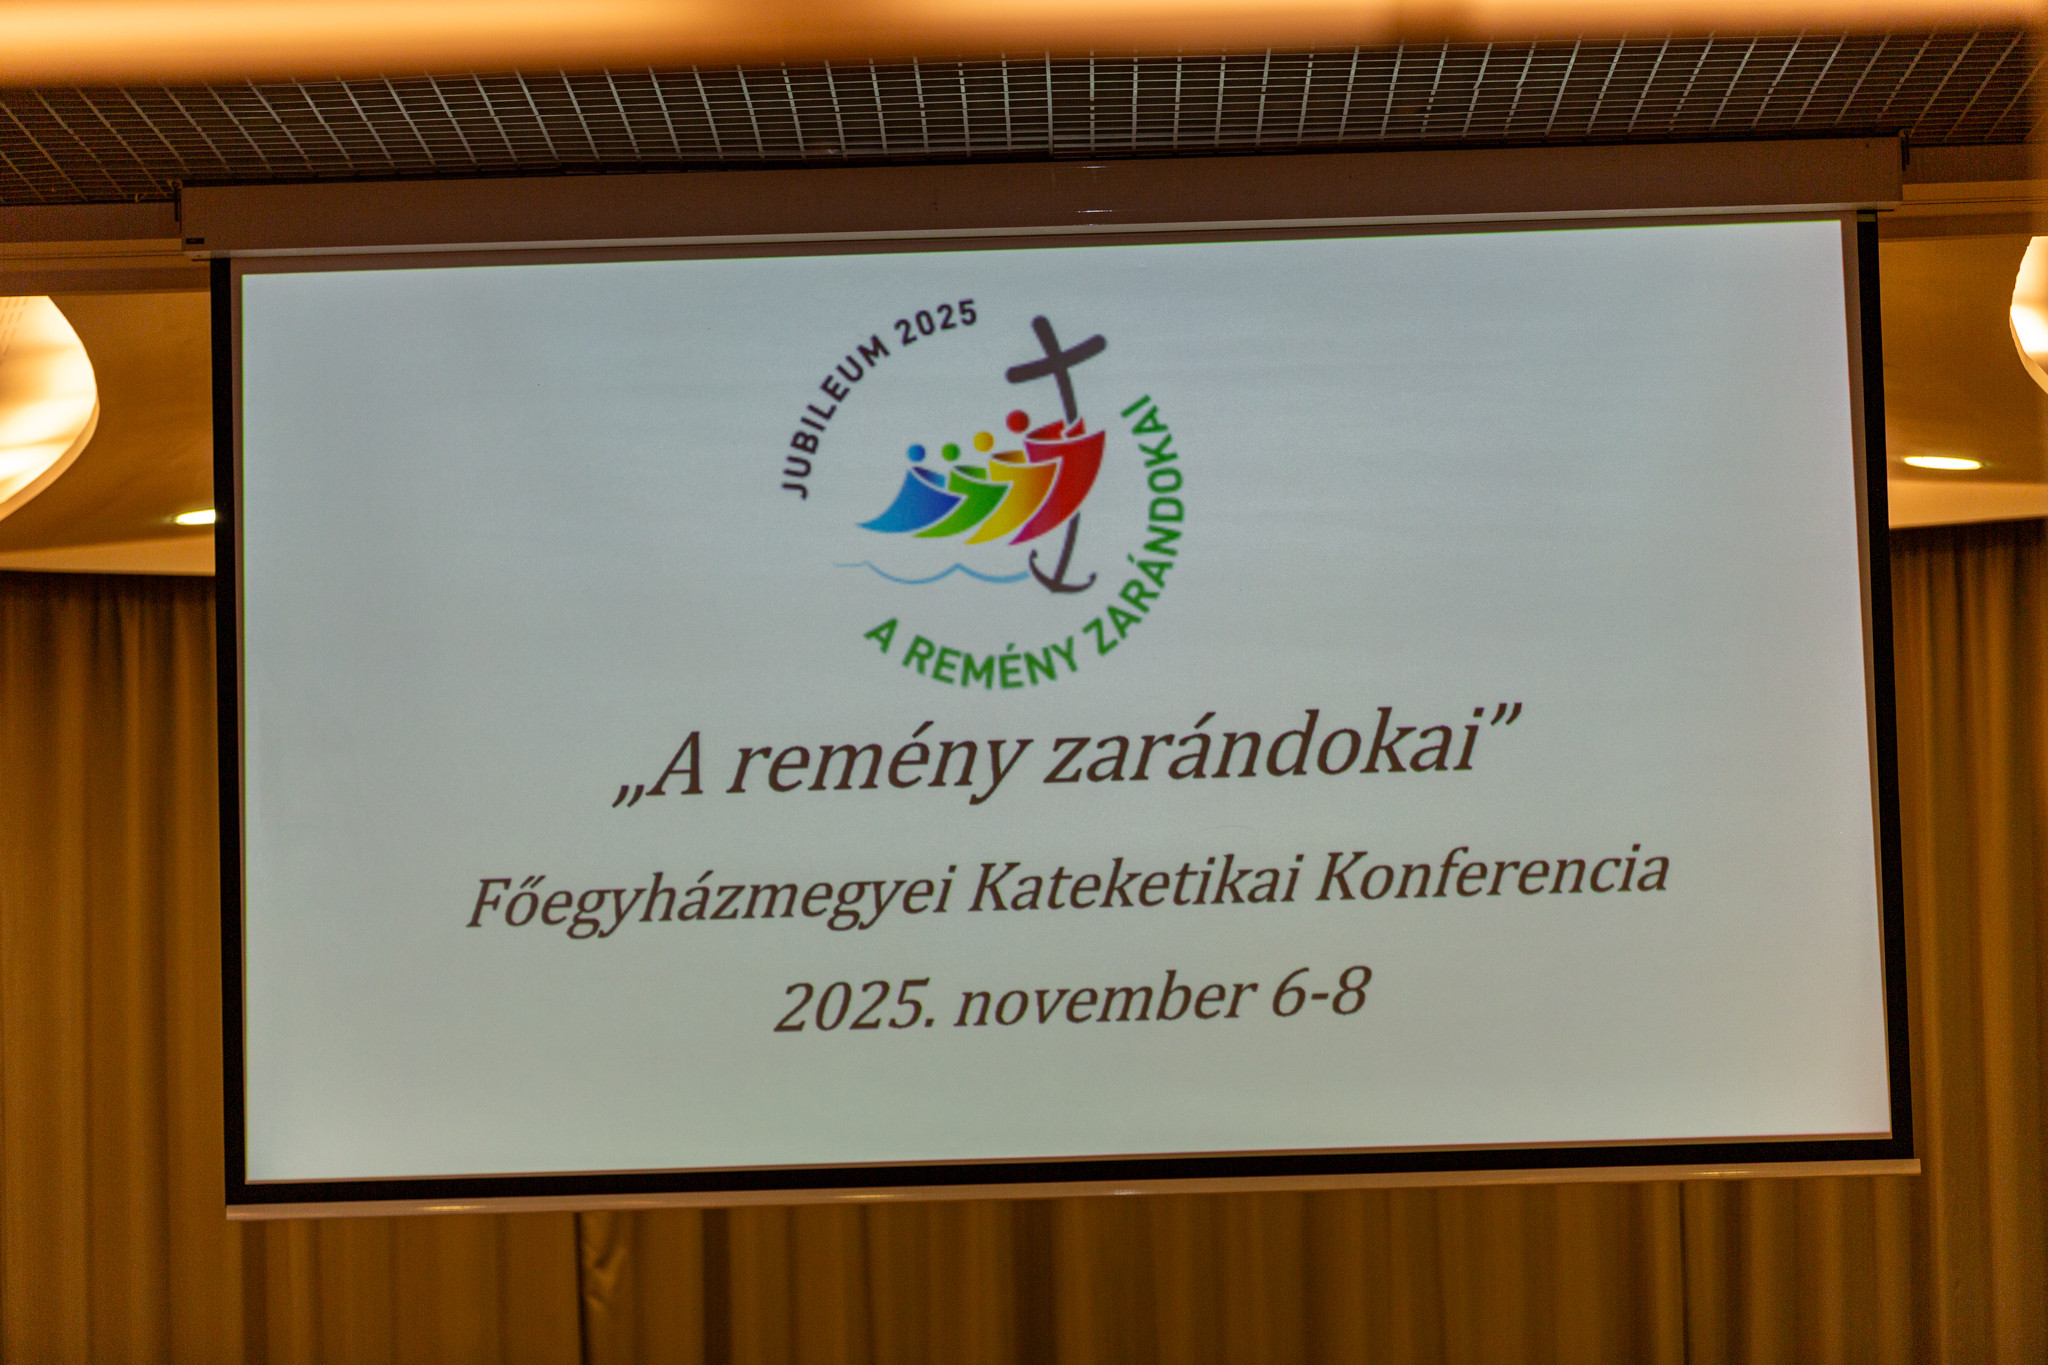 JUBILEUM 2025
A REMÉNY ZARÁNDOKAI
„A remény zarándokai”
Főegyházmegyei Kateketikai Konferencia
2025. november 6-8